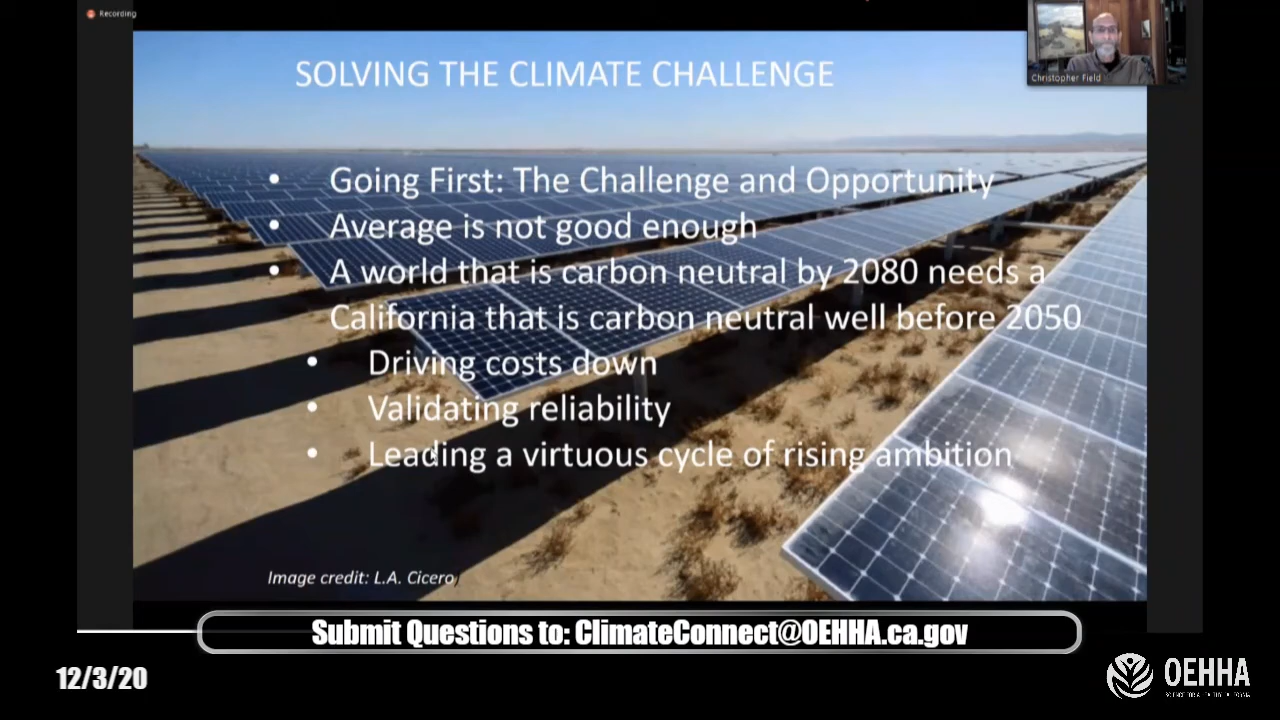 Recording
SOLVING THE CLIMATE CHALLENGE
Christopher Field
• Going First: The Challenge and Opportunity
• Average is not good enough
• A world that is carbon neutral by 2080 needs a
California that is carbon neutral well before 2050
• Driving costs down
• Validating reliability
• Leading a virtuous cycle of rising ambition
Image credit: L.A. Cicero
Submit Questions to: ClimateConnect@OEHHA.ca.gov
12/3/20
OEHHA